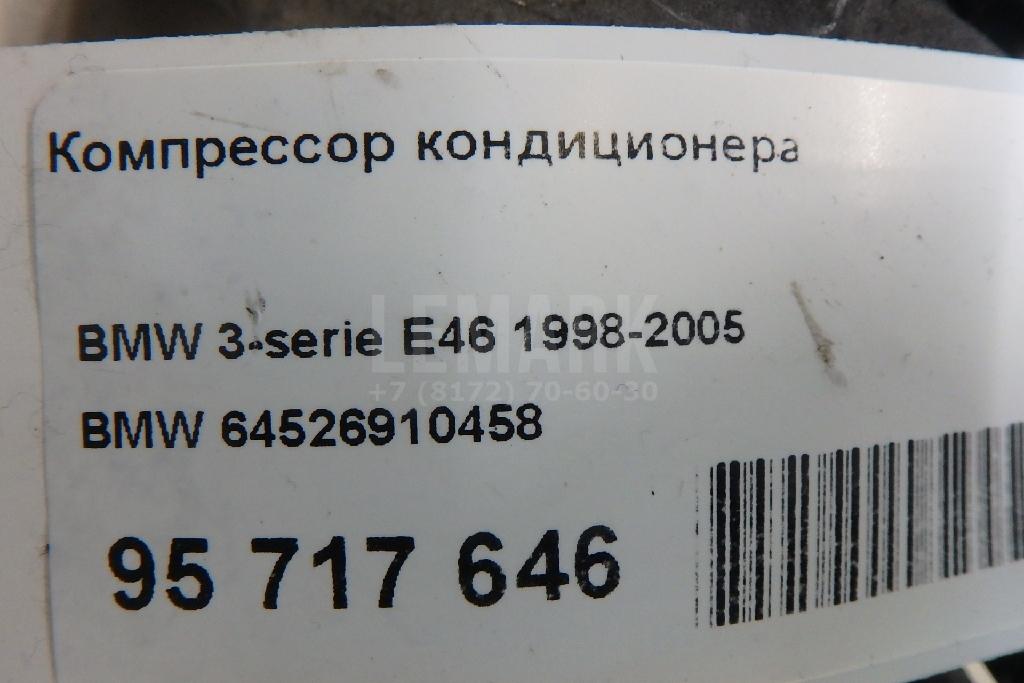 Компрессор кондиционера
BMW 3-serie E46 1998-2005
LEMARK
+7 (8172) 70-60-30
BMW 64526910458
95 717 646